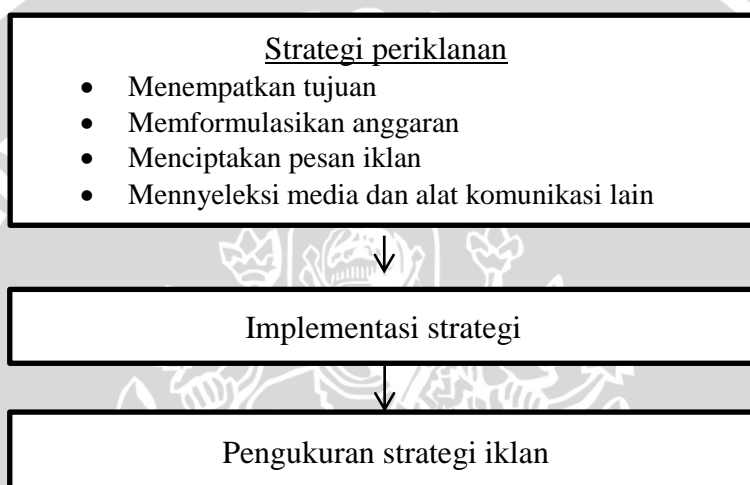 Strategi periklanan
• Menempatkan tujuan
• Memformulasikan anggaran
• Menciptakan pesan iklan
• Mennyeleksi media dan alat komunikasi lain
Implementasi strategi
Pengukuran strategi iklan